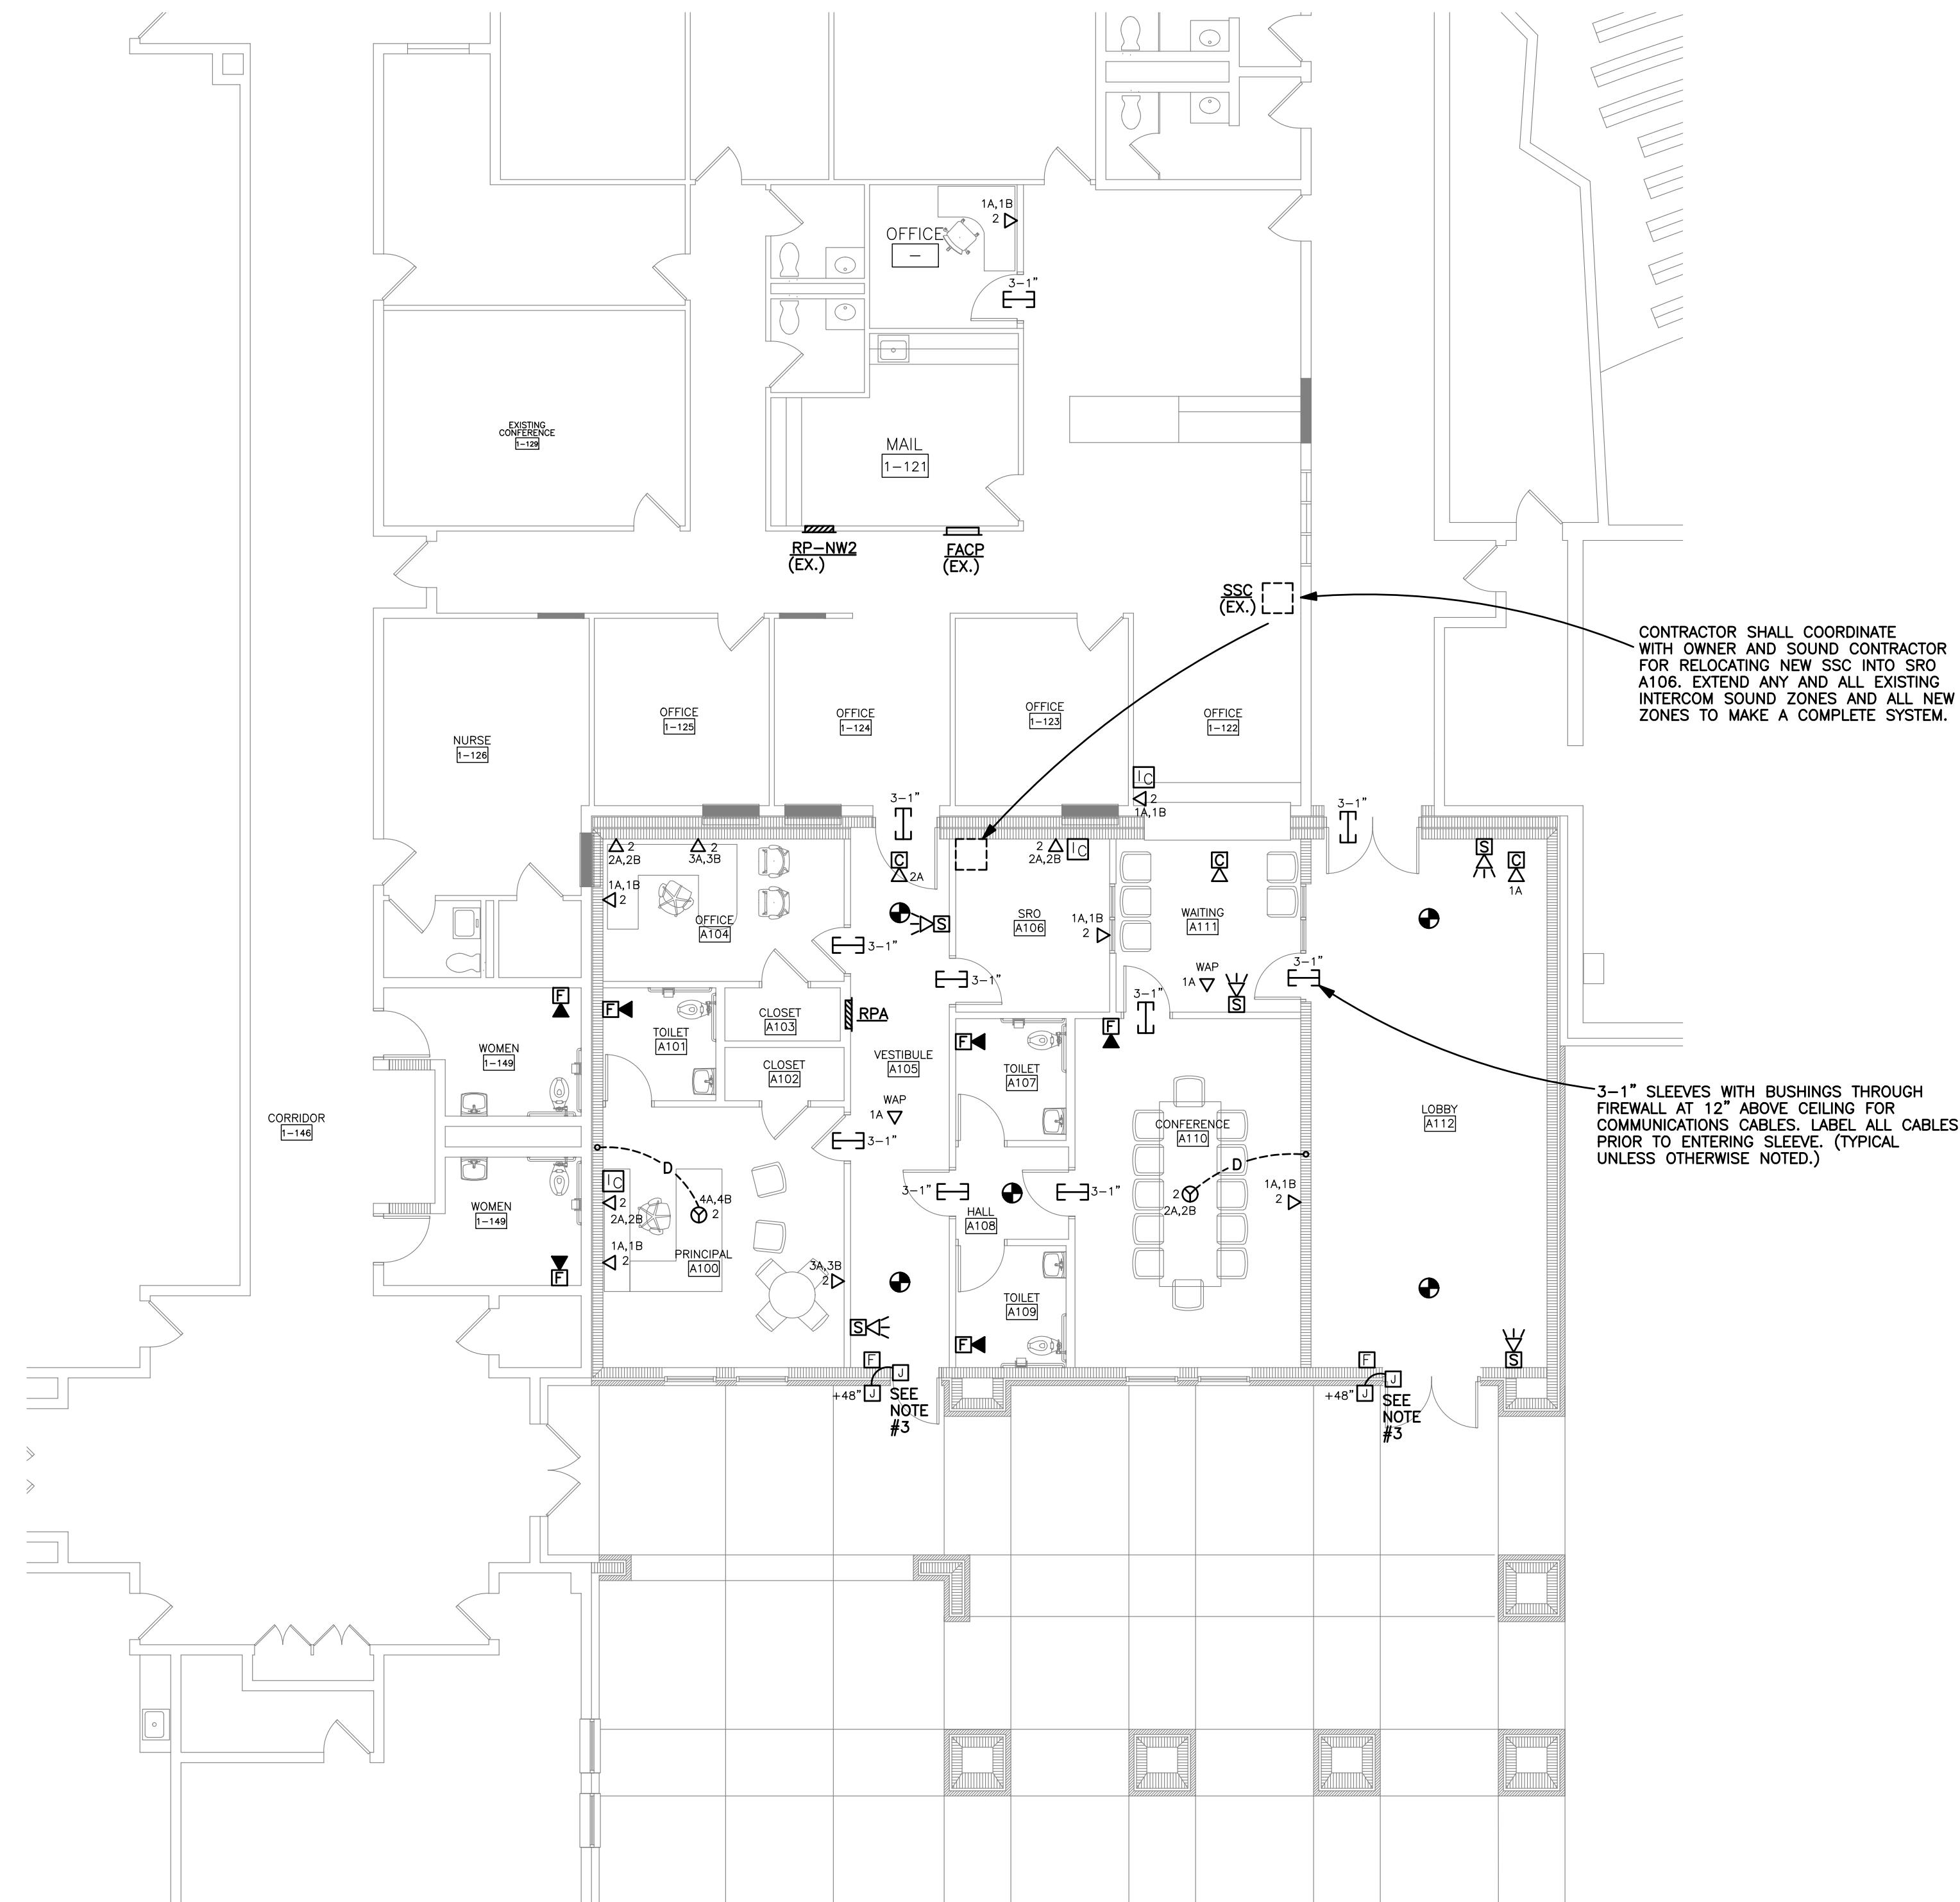 1A,1B
2
OFFICE
–
3-1"
EXISTING
CONFERENCE
1-129
MAIL
1-121
RP-NW2
(EX.)
FACP
(EX.)
SSC
(EX.)
CONTRACTOR SHALL COORDINATE
WITH OWNER AND SOUND CONTRACTOR
FOR RELOCATING NEW SSC INTO SRO
A106. EXTEND ANY AND ALL EXISTING
INTERCOM SOUND ZONES AND ALL NEW
ZONES TO MAKE A COMPLETE SYSTEM.
NURSE
1-126
OFFICE
1-125
OFFICE
1-124
OFFICE
1-123
OFFICE
1-122
IC
2
1A,1B
3-1"
3-1"
2
2A,2B
2
3A,3B
1A,1B
2
OFFICE
A104
C
2A
S
3-1"
2
2A,2B
IC
SRO
A106
1A,1B
2
3-1"
C
WAITING
A111
WAP
1A
S
3-1"
3-1"
S
C
1A
F
F
TOILET
A101
CLOSET
A103
CLOSET
A102
RPA
VESTIBULE
A105
WAP
1A
3-1"
F
TOILET
A107
F
WOMEN
1-149
CORRIDOR
1-146
WOMEN
1-149
F
D
IC
2
2A,2B
4A,4B
2
1A,1B
2
PRINCIPAL
A100
3A,3B
2
3-1"
HALL
A108
3-1"
CONFERENCE
A110
D
2
2A,2B
1A,1B
2
LOBBY
A112
3-1" SLEEVES WITH BUSHINGS THROUGH
FIREWALL AT 12" ABOVE CEILING FOR
COMMUNICATIONS CABLES. LABEL ALL CABLES
PRIOR TO ENTERING SLEEVE. (TYPICAL
UNLESS OTHERWISE NOTED.)
TOILET
A109
F
S
F
J
+48" J
SEE
NOTE
#3
F
J
+48" J
SEE
NOTE
#3
S